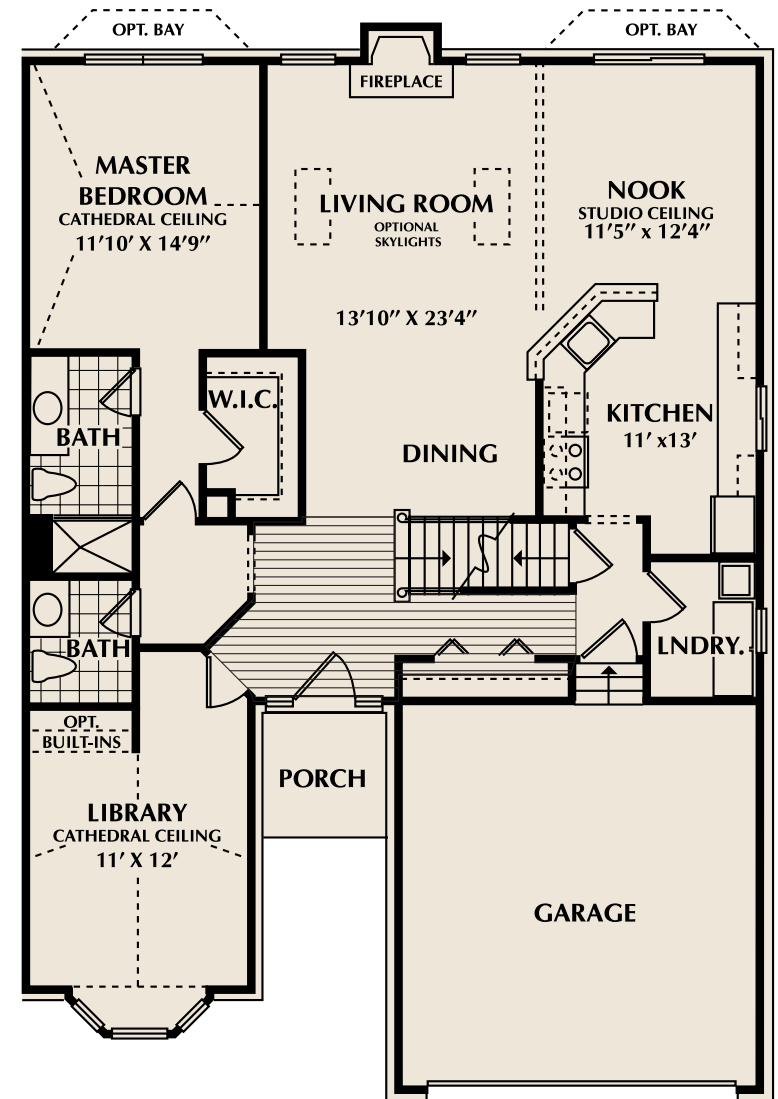 OPT. BAY
OPT. BAY
FIREPLACE
MASTER
BEDROOM
CATHEDRAL CEILING
11'10' X 14'9"
LIVING ROOM
OPTIONAL
SKYLIGHTS
13'10" X 23'4"
NOOK
STUDIO CEILING
11'5" x 12'4"
W.I.C.
BATH
DINING
KITCHEN
11' x13'
BATH
LNDRY.
OPT.
BUILT-INS
PORCH
LIBRARY
CATHEDRAL CEILING
11' X 12'
GARAGE